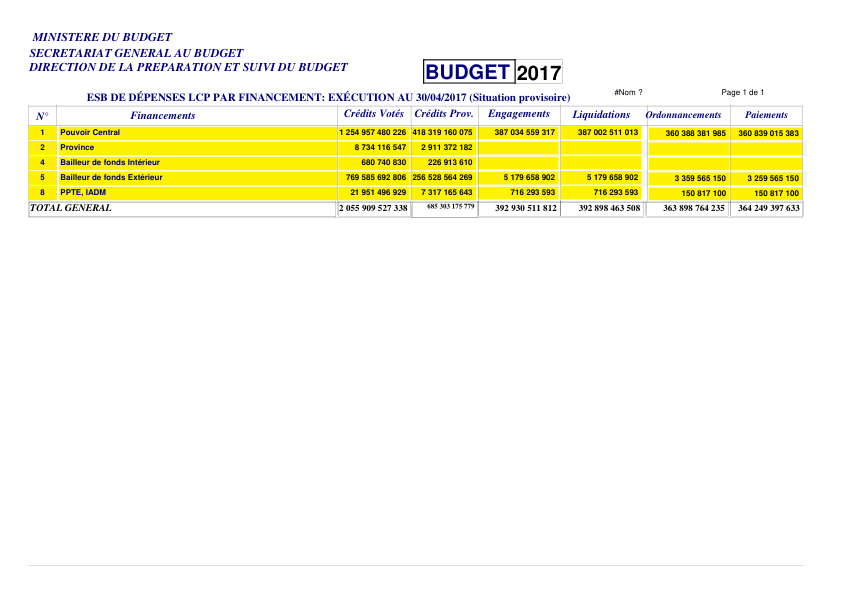 MINISTERE DU BUDGET
SECRETARIAT GENERAL AU BUDGET
DIRECTION DE LA PREPARATION ET SUIVI DU BUDGET
BUDGET 2017
#Nom ? Page 1 de 1
ESB DE DÉPENSES LCP PAR FINANCEMENT: EXÉCUTION AU 30/04/2017 (Situation provisoire)
N° Financements Crédits Votés Crédits Prov. Engagements Liquidations Ordonnancements Paiements
1 Pouvoir Central 1 254 957 480 226 418 319 160 075 387 034 559 317 387 002 511 013 360 388 381 985 360 839 015 383
2 Province 8 734 116 547 2 911 372 182
4 Bailleur de fonds Intérieur 680 740 830 226 913 610
5 Bailleur de fonds Extérieur 769 585 692 806 256 528 564 269 5 179 658 902 5 179 658 902 3 359 565 150 3 259 565 150
8 PPTE, IADM 21 951 496 929 7 317 165 643 716 293 593 716 293 593 150 817 100 150 817 100
TOTAL GENERAL 2 055 909 527 338 685 303 175 779 392 930 511 812 392 898 463 508 363 898 764 235 364 249 397 633